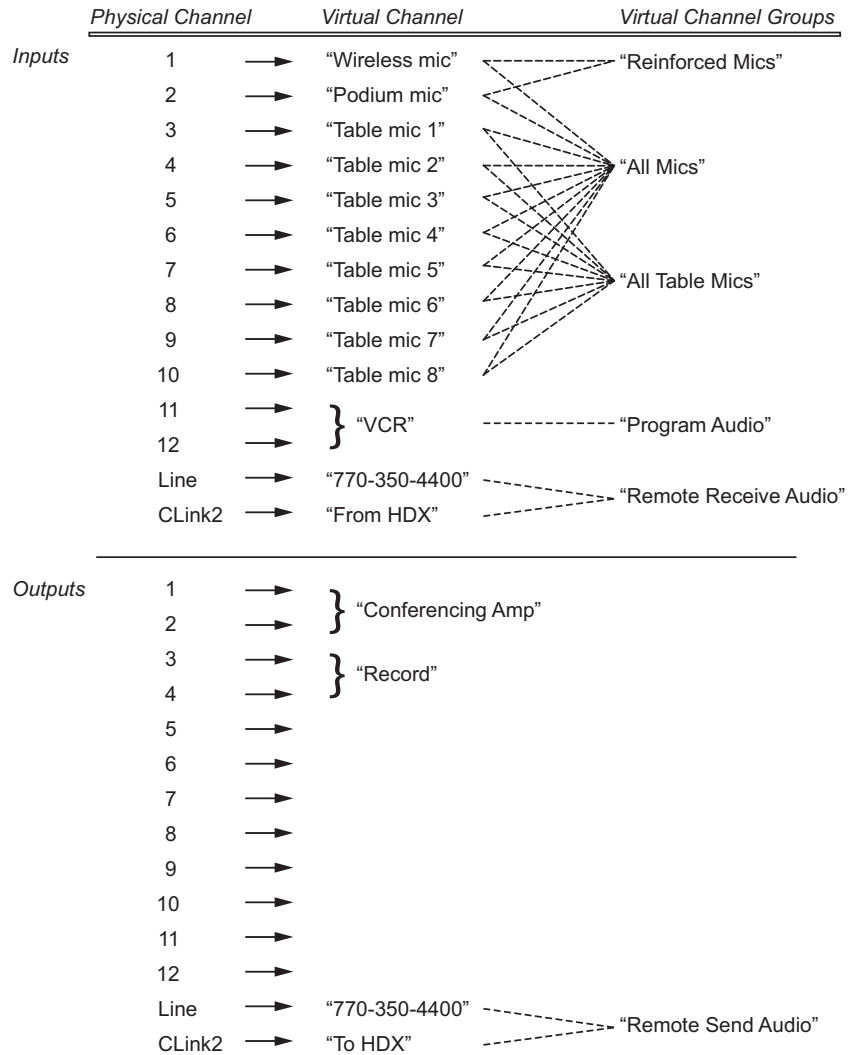 Physical Channel Virtual Channel Virtual Channel Groups
Inputs 1 “Wireless mic” “Reinforced Mics”
2 “Podium mic”
3 “Table mic 1”
4 “Table mic 2” “All Mics”
5 “Table mic 3”
6 “Table mic 4”
7 “Table mic 5” “All Table Mics”
8 “Table mic 6”
9 “Table mic 7”
10 “Table mic 8”
11
“VCR” “Program Audio”
12
Line “770-350-4400”
“Remote Receive Audio”
CLink2 “From HDX”
Outputs 1
“Conferencing Amp”
2
3
“Record”
4
5
6
7
8
9
10
11
12
Line “770-350-4400”
“Remote Send Audio”
CLink2 “To HDX”